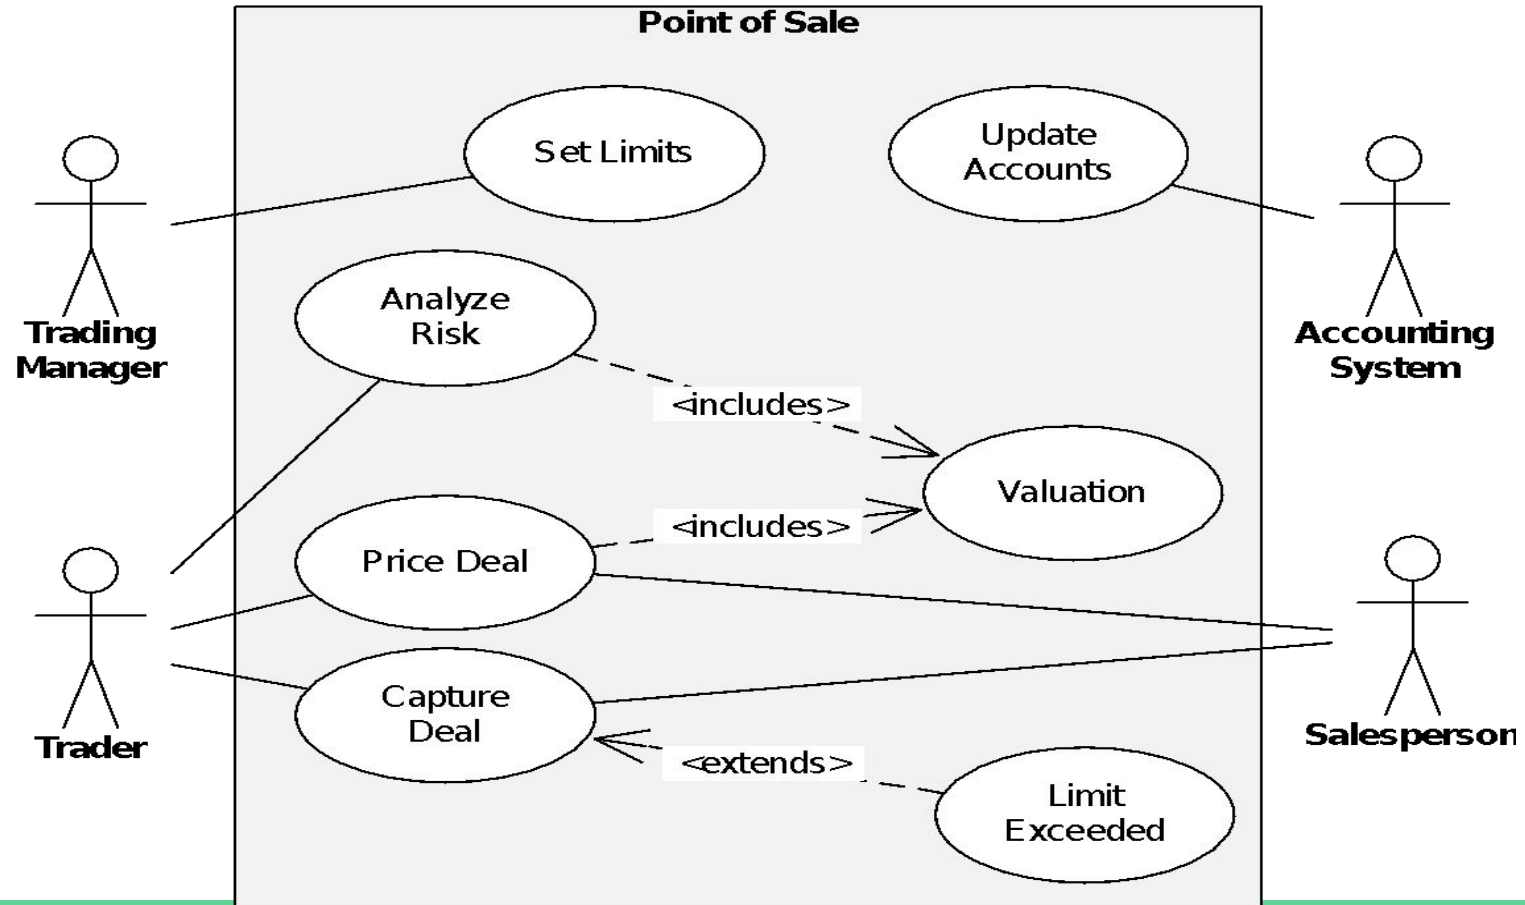 Point of Sale
Set Limits
Update
Accounts
Analyze
Risk
Trading
Manager
Accounting
System
<includes>
Valuation
<includes>
Price Deal
Capture
Deal
Trader
Salesperson
<extends>
Limit
Exceeded